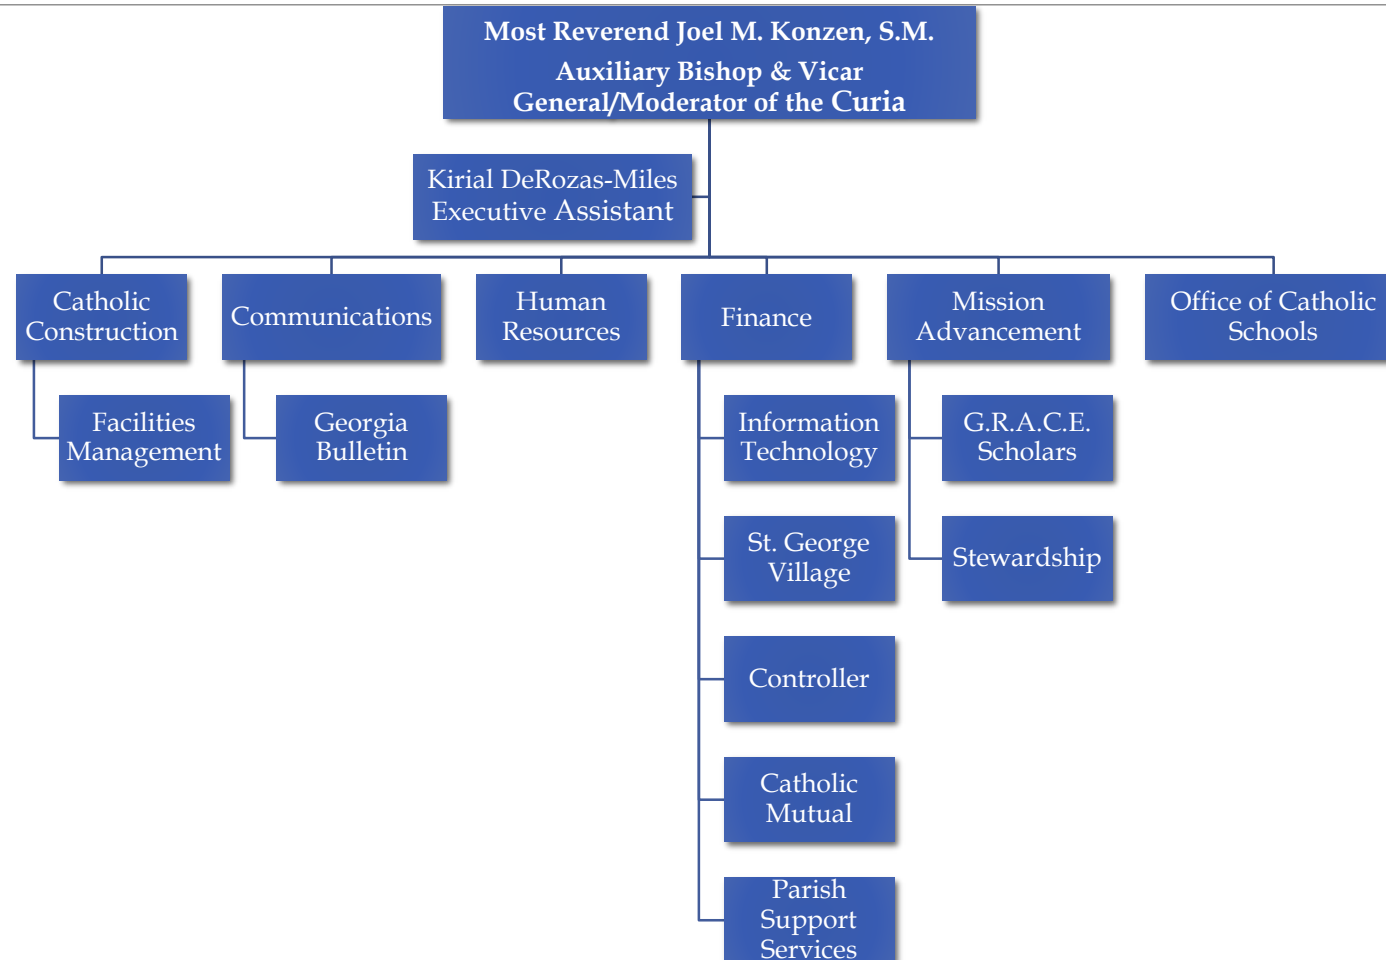 Most Reverend Joel M. Konzen, S.M.
Auxiliary Bishop & Vicar
General/Moderator of the Curia
Kirial DeRozas-Miles
Executive Assistant
Catholic
Construction
Communications
Human
Resources
Finance
Mission
Advancement
Office of Catholic
Schools
Facilities
Management
Georgia
Bulletin
Information
Technology
G.R.A.C.E.
Scholars
St. George
Village
Stewardship
Controller
Catholic
Mutual
Parish
Support
Services